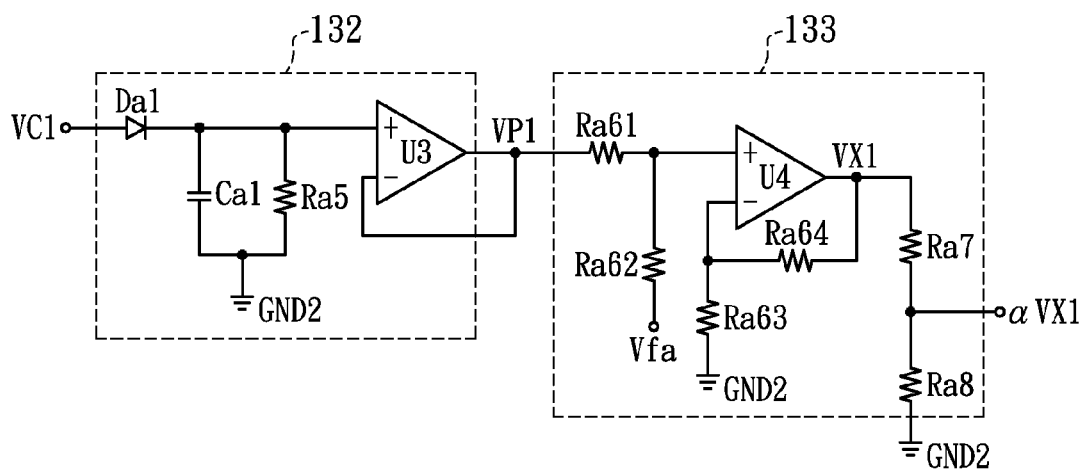 132
133
Da1
VC1
+
U3
−
VP1
Ca1
Ra5
GND2
Ra61
+
U4
−
VX1
Ra64
Ra62
Ra7
Ra63
Vfa
α VX1
GND2
Ra8
GND2